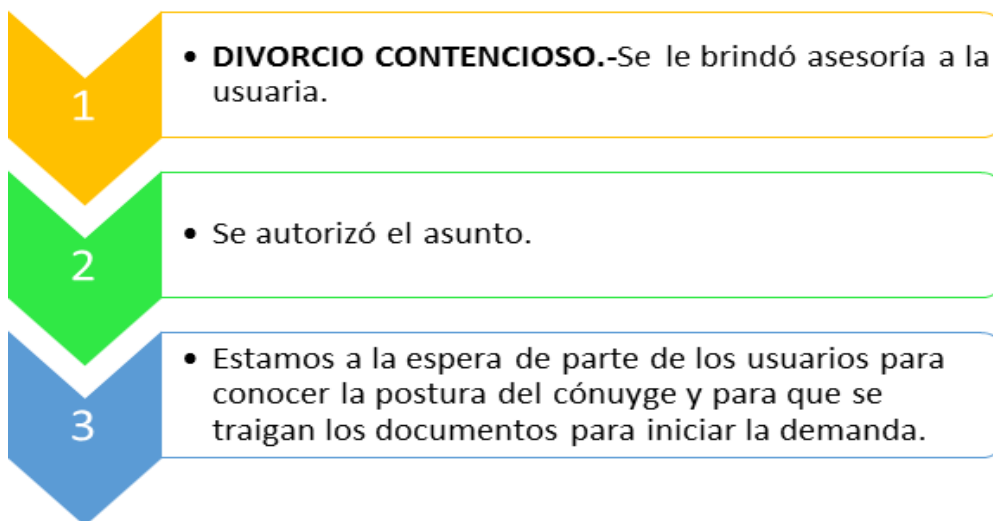 1
• DIVORCIO CONTENCIOSO.-Se le brindó asesoría a la
usuaria.
2
• Se autorizó el asunto.
3
• Estamos a la espera de parte de los usuarios para
conocer la postura del cónuyge y para que se
traigan los documentos para iniciar la demanda.